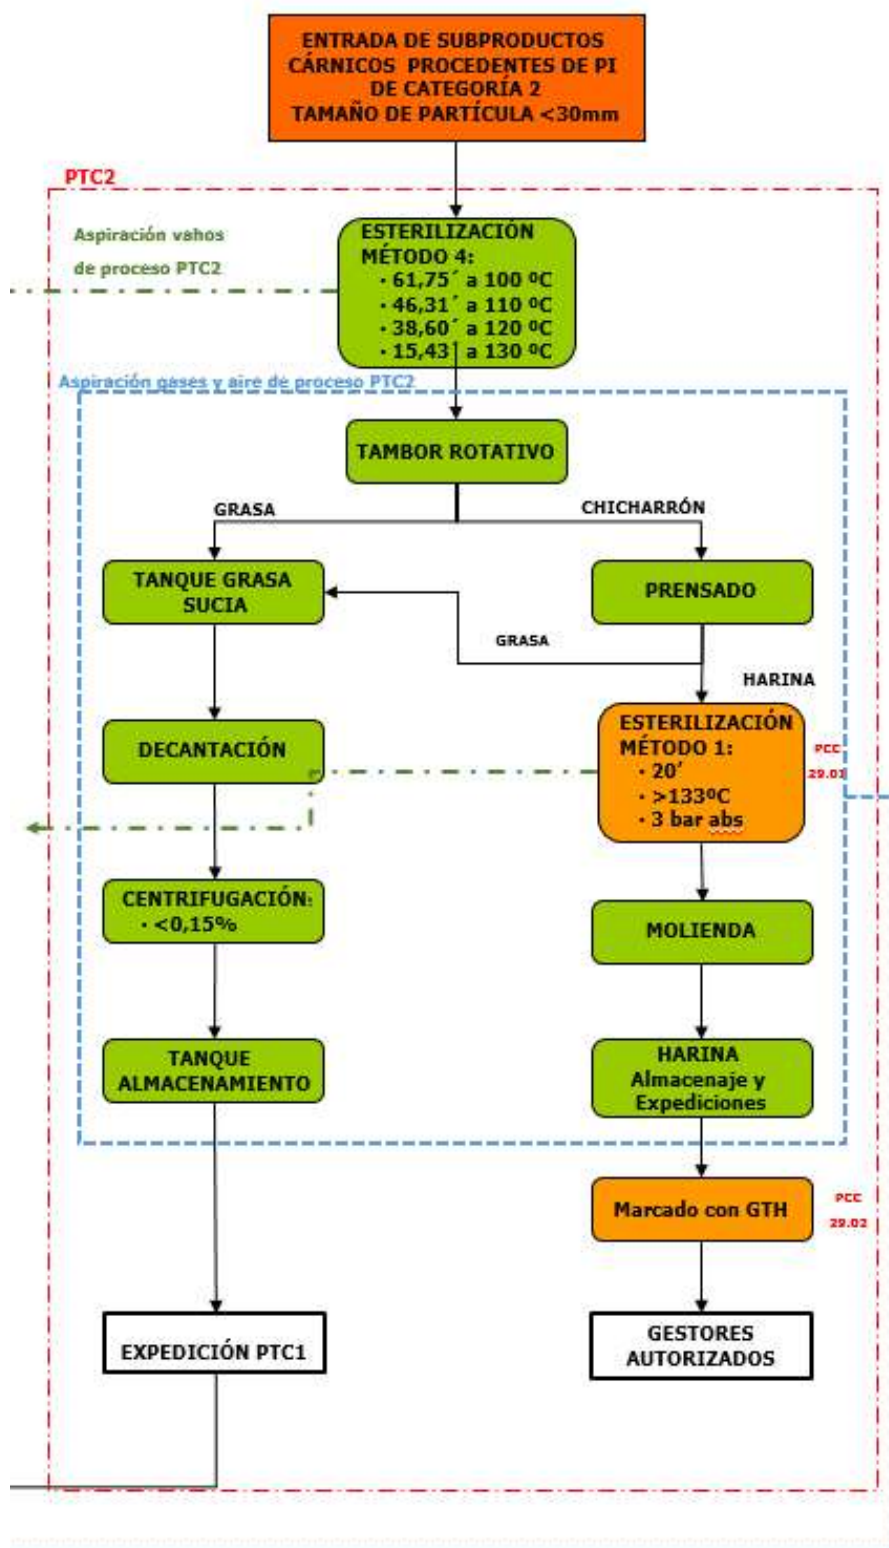 ENTRADA DE SUBPRODUCTOS
CÁRNICOS PROCEDENTES DE PI
DE CATEGORÍA 2
TAMAÑO DE PARTÍCULA <30mm
PTC2
Aspiración vahos
de proceso PTC2
ESTERILIZACIÓN
MÉTODO 4:
· 61,75´ a 100 ºC
· 46,31´ a 110 ºC
· 38,60´ a 120 ºC
· 15,43´ a 130 ºC
Aspiración gases y aire de proceso PTC2
TAMBOR ROTATIVO
GRASA
CHICHARRÓN
TANQUE GRASA
SUCIA
PRENSADO
GRASA
HARINA
ESTERILIZACIÓN
MÉTODO 1:
· 20´
· >133ºC
· 3 bar abs
PCC
29.01
DECANTACIÓN
CENTRIFUGACIÓN:
· <0,15%
MOLIENDA
TANQUE
ALMACENAMIENTO
HARINA
Almacenaje y
Expediciones
Marcado con GTH
PCC
29.02
EXPEDICIÓN PTC1
GESTORES
AUTORIZADOS